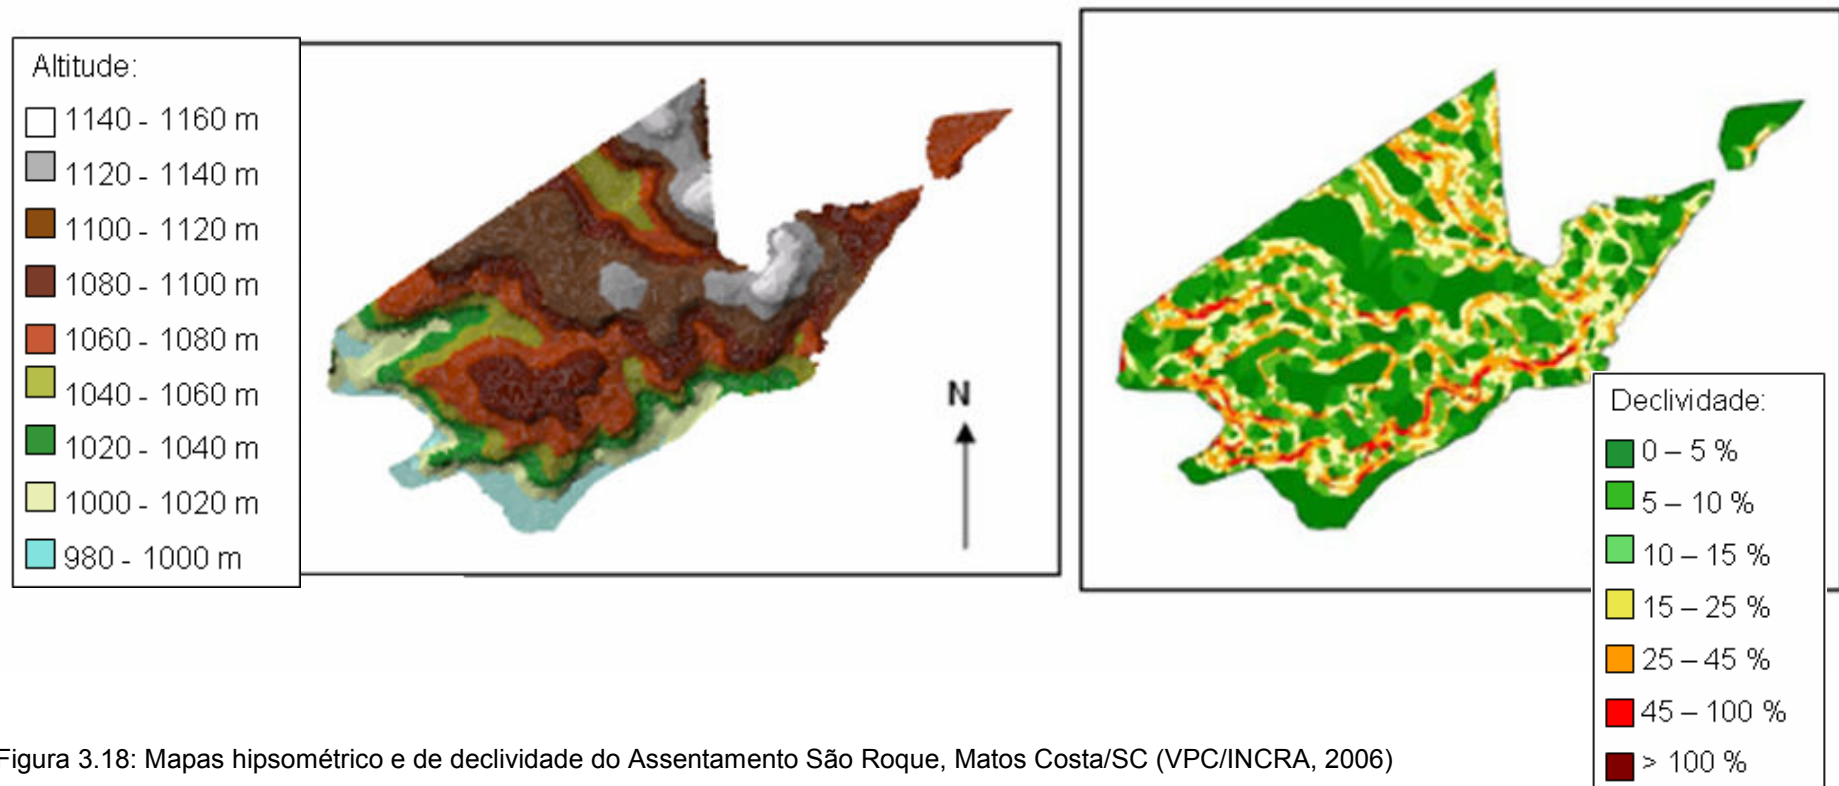 Altitude:
1140 - 1160 m
1120 - 1140 m
1100 - 1120 m
1080 - 1100 m
1060 - 1080 m
1040 - 1060 m
1020 - 1040 m
1000 - 1020 m
980 - 1000 m
N
Declividade:
0 – 5 %
5 – 10 %
10 – 15 %
15 – 25 %
25 – 45 %
45 – 100 %
> 100 %
Figura 3.18: Mapas hipsométrico e de declividade do Assentamento São Roque, Matos Costa/SC (VPC/INCRA, 2006)